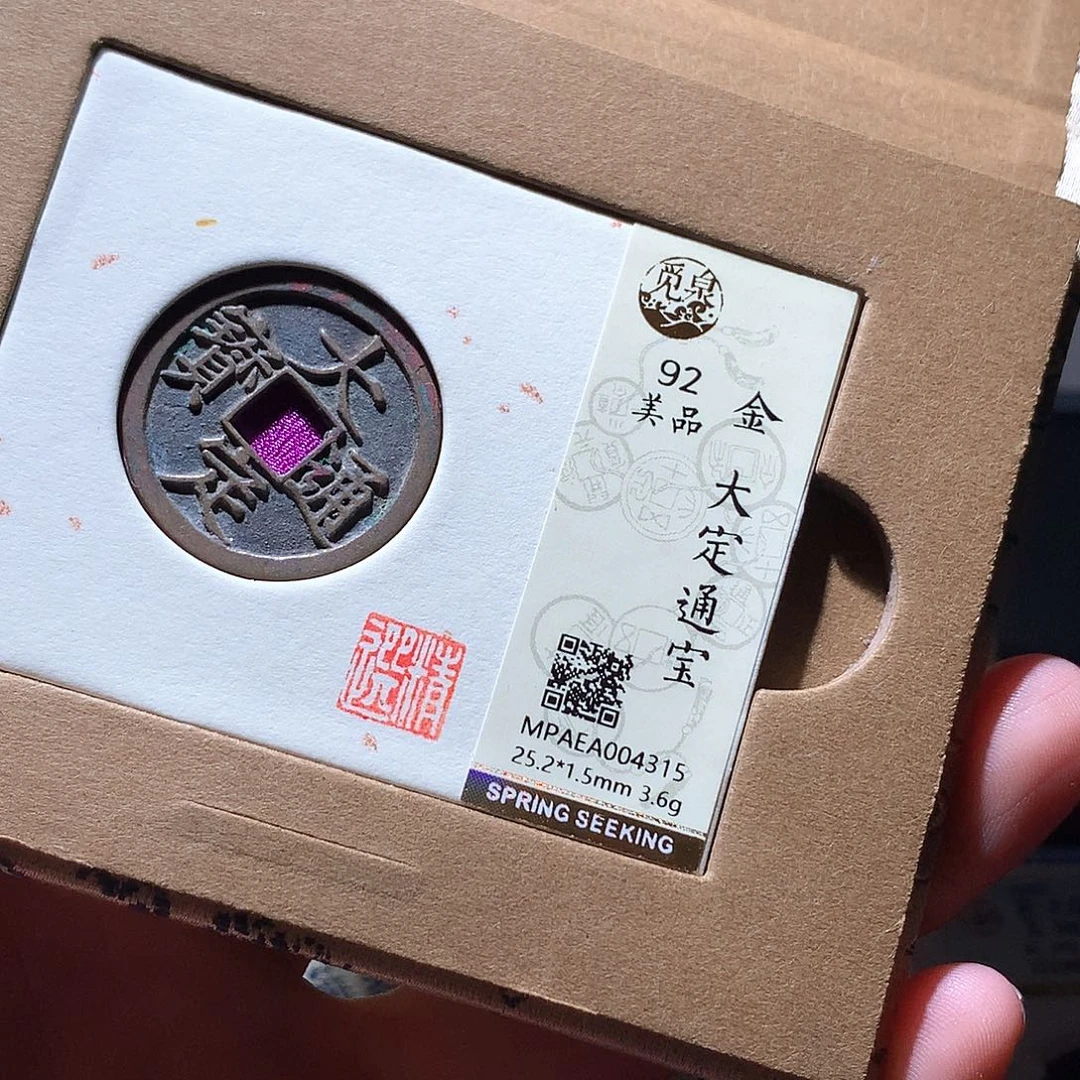 大定通寶
觅泉
92
美品
金
大定通宝
MPAEA004315
25.2*1.5mm 3.6g
SPRING SEEKING